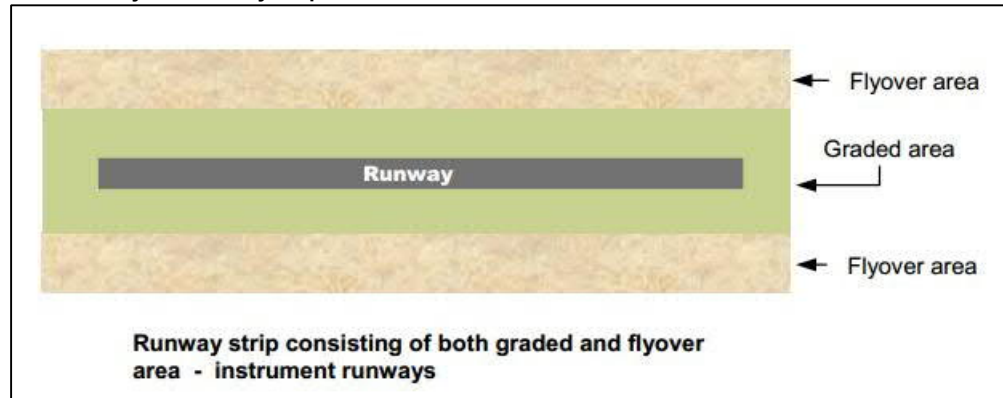 Flyover area
Graded area
Runway
Flyover area
Runway strip consisting of both graded and flyover
area - instrument runways